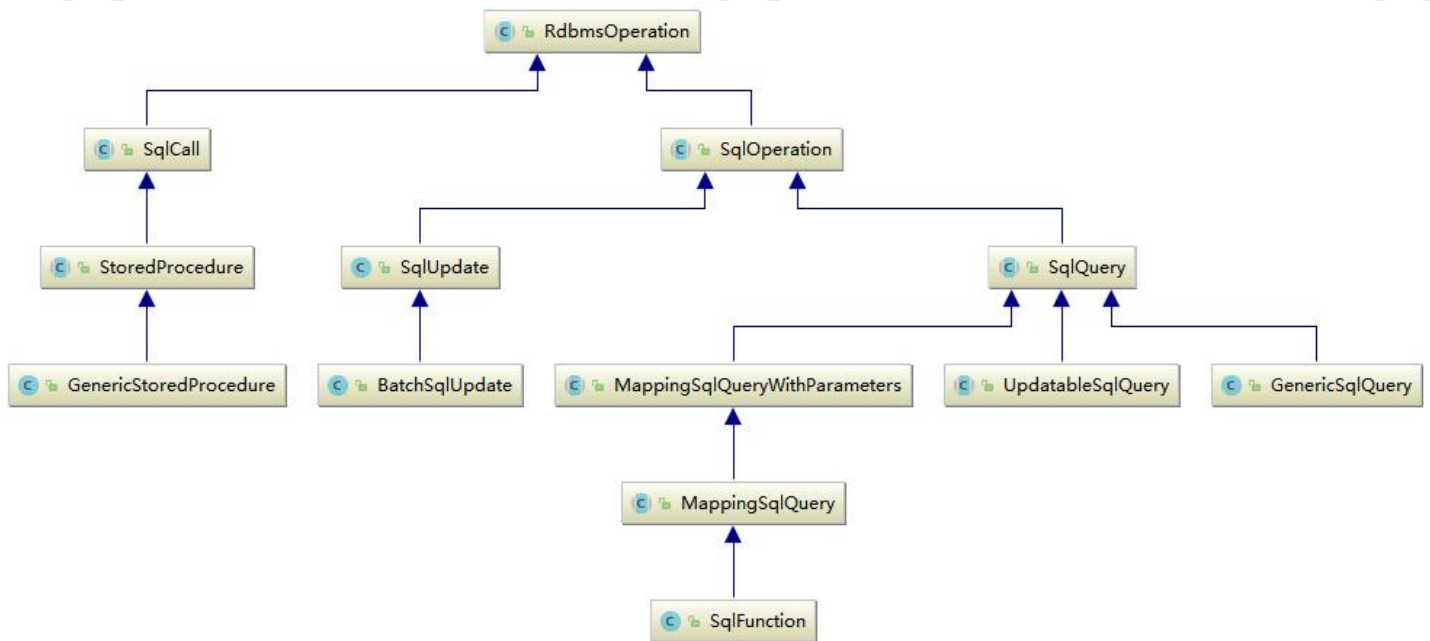 RdbmsOperation
SqlCall
SqlOperation
StoredProcedure
SqlUpdate
SqlQuery
GenericStoredProcedure
BatchSqlUpdate
MappingSqlQueryWithParameters
UpdatableSqlQuery
GenericSqlQuery
MappingSqlQuery
SqlFunction